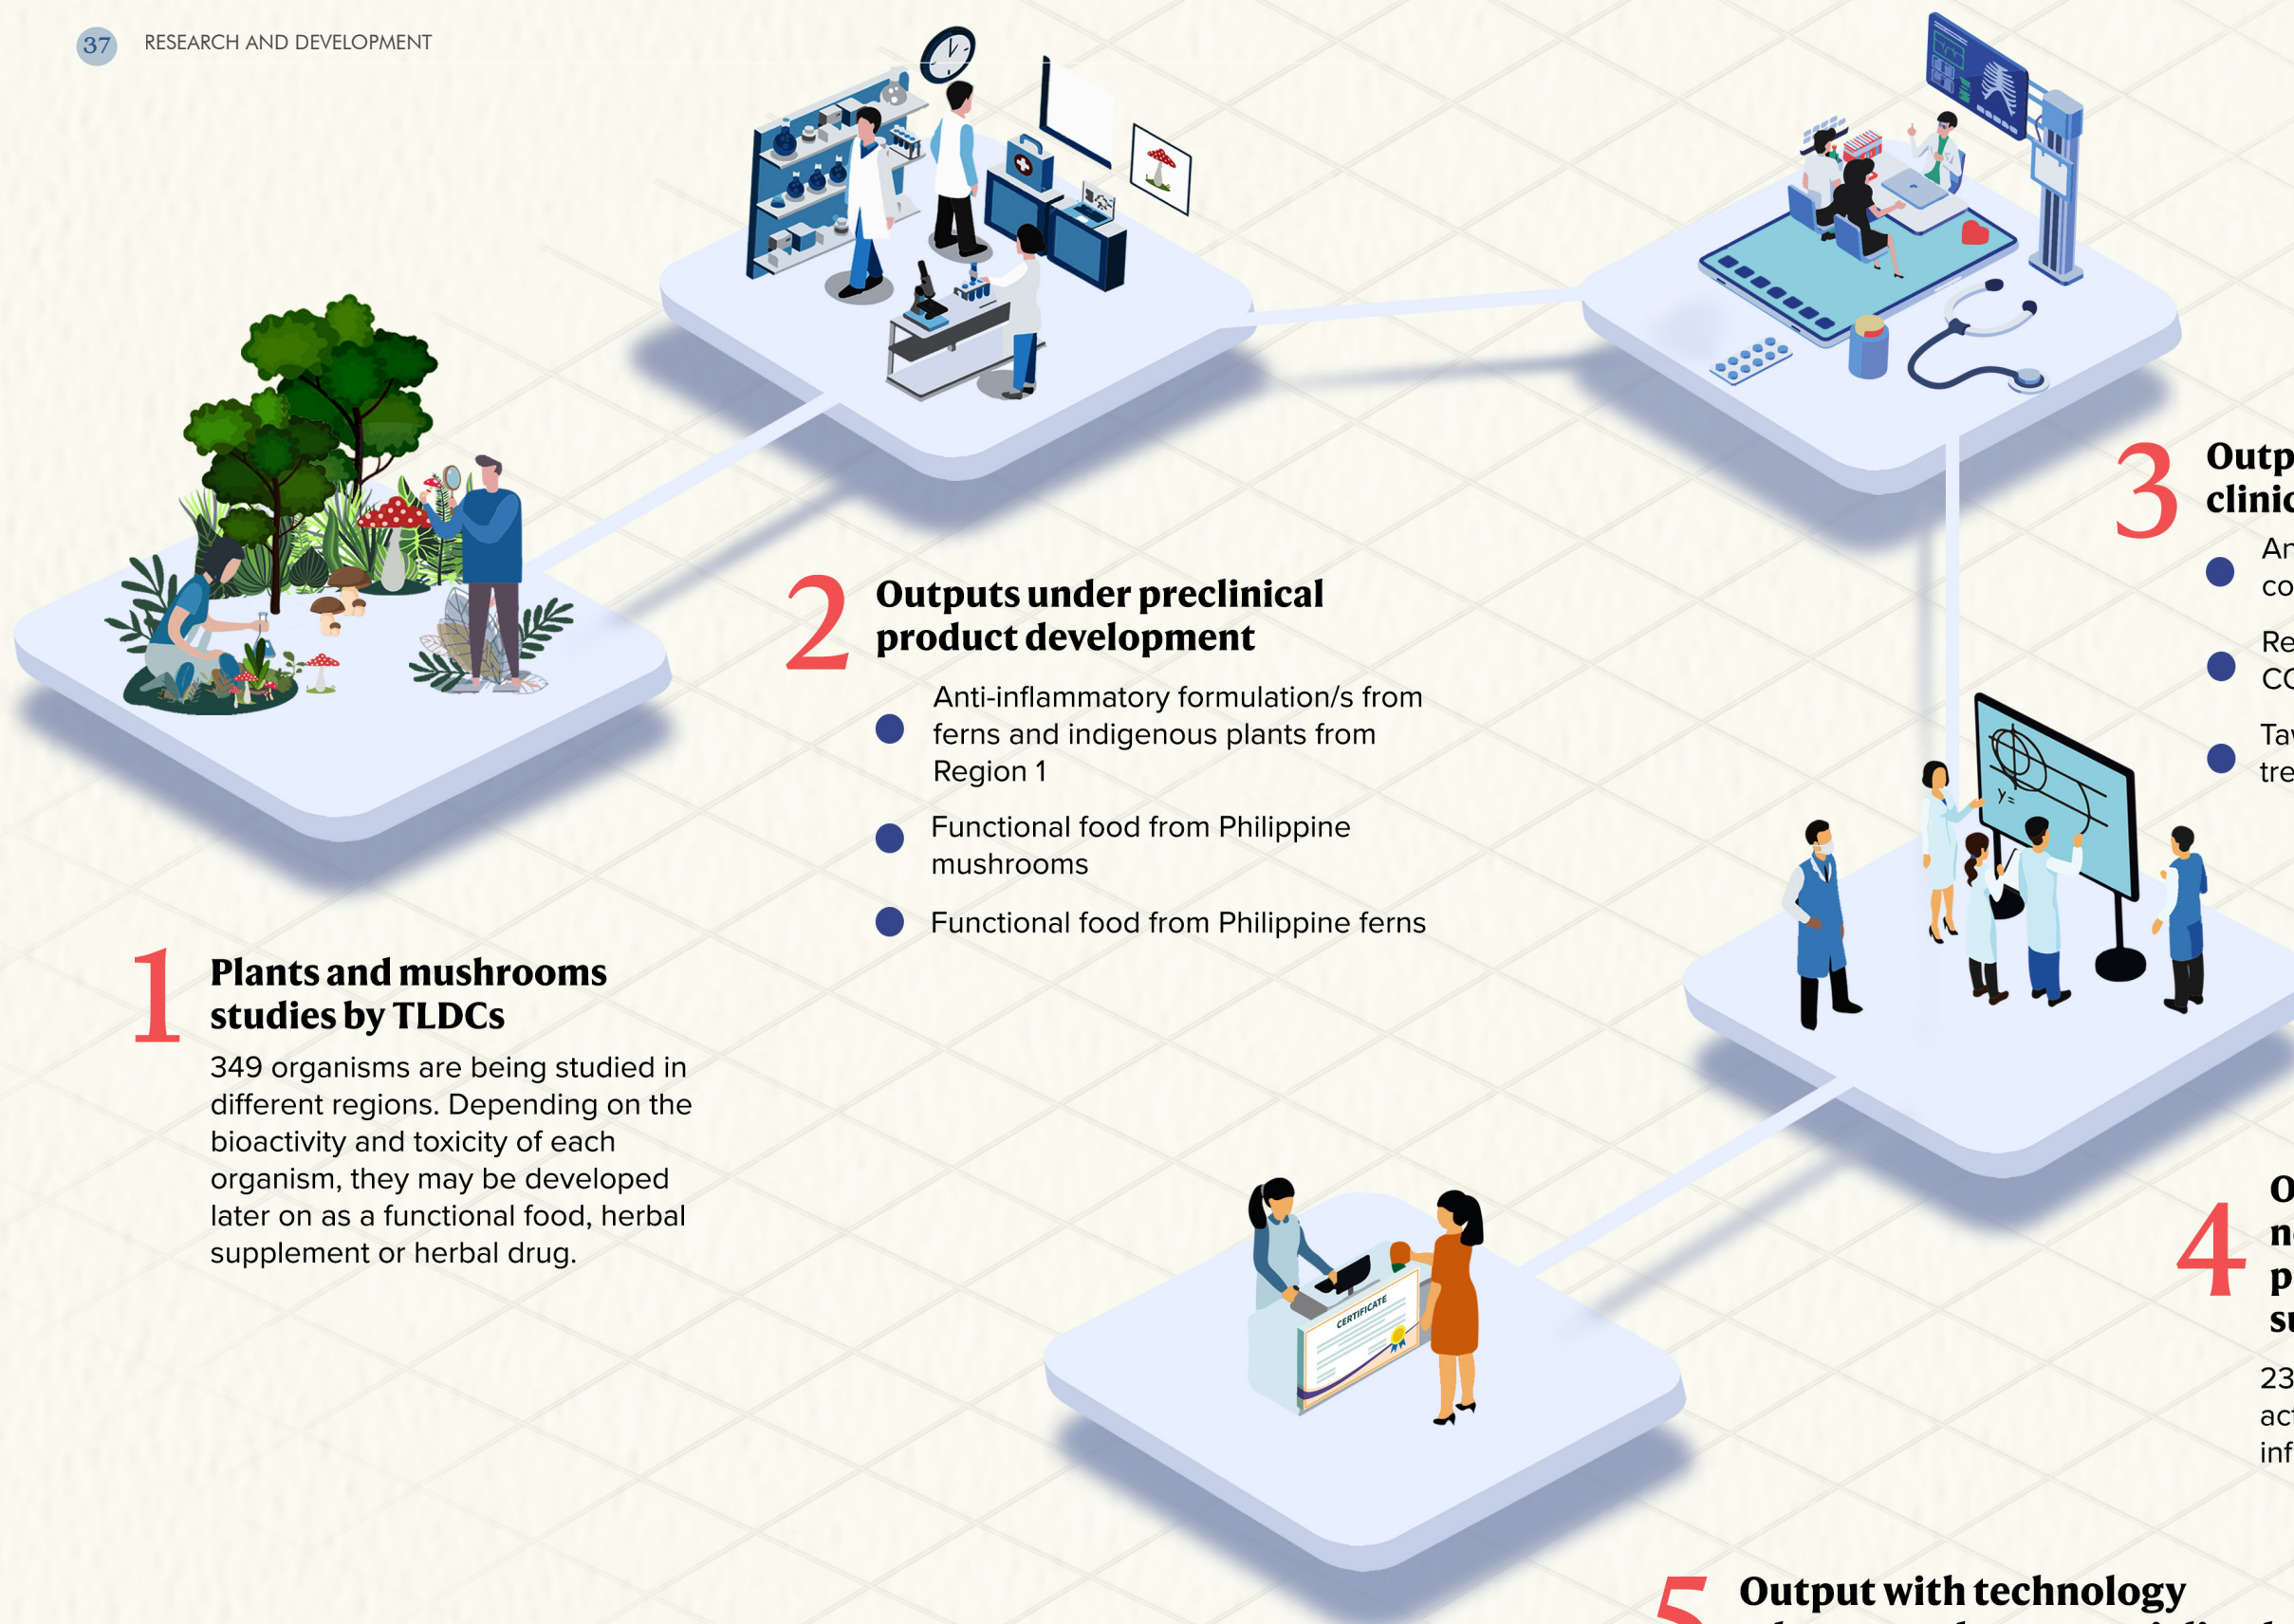 37 RESEARCH AND DEVELOPMENT
1
Plants and mushrooms
studies by TLDCs
349 organisms are being studied in
different regions. Depending on the
bioactivity and toxicity of each
organism, they may be developed
later on as a functional food, herbal
supplement or herbal drug.
2
Outputs under preclinical
product development
Anti-inflammatory formulation/s from
ferns and indigenous plants from
Region 1
Functional food from Philippine
mushrooms
Functional food from Philippine ferns
3
y=
4
23
CERTIFICATE
5
Output with technology